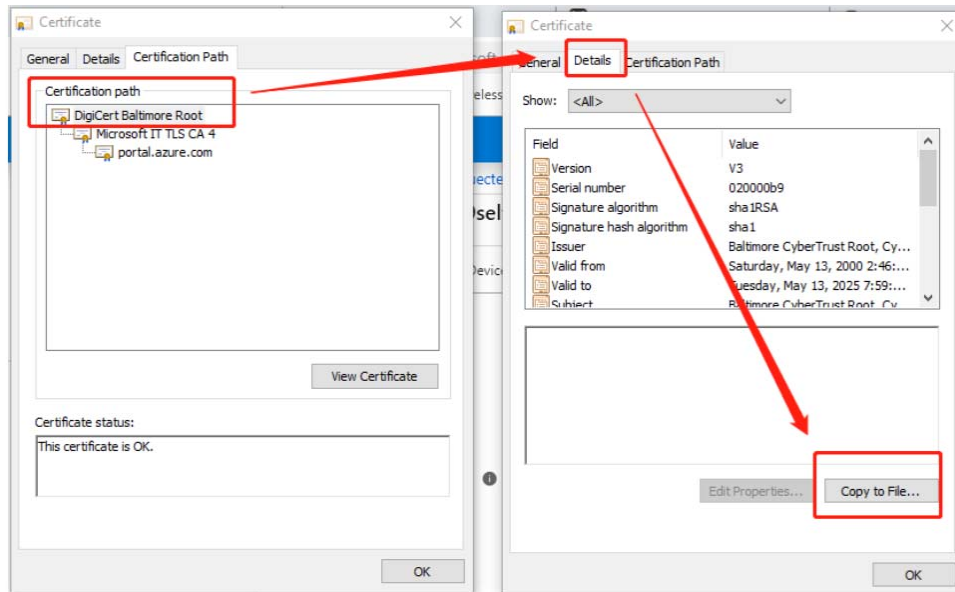 Certificate
General Details Certification Path
Certification path
DigiCert Baltimore Root
Microsoft IT TLS CA 4
portal.azure.com
View Certificate
Certificate status:
This certificate is OK.
OK
Certificate
General Details Certification Path
Show: <All>
Field Value
Version V3
Serial number 020000b9
Signature algorithm sha1RSA
Signature hash algorithm sha1
Issuer Baltimore CyberTrust Root, Cy...
Valid from Saturday, May 13, 2000 2:46:...
Valid to Tuesday, May 13, 2025 7:59:...
Subject Baltimore CyberTrust Root, Cy...
Edit Properties... Copy to File...
OK